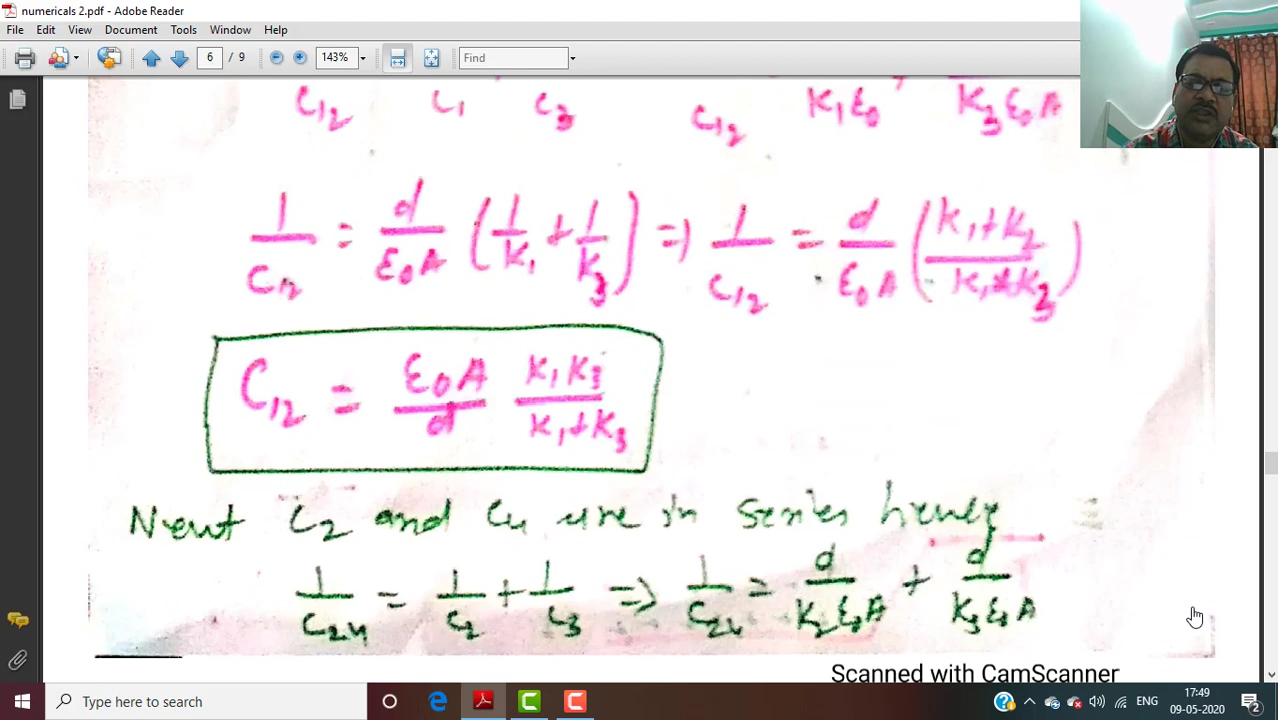 numericals 2.pdf - Adobe Reader
File Edit View Document Tools Window Help
6 / 9 143% Find
C₁₂ C₁ C₃ C₁₂ K₁ε₀ K₃ε₀A
1/C₁₂ = d/ε₀A (1/K₁ + 1/K₃) => 1/C₁₂ = d/ε₀A (K₁+K₂/K₁+K₃)
C₁₂ = ε₀A/d K₁K₃/K₁+K₃
Next C₂ and C₄ are in series hence
1/C₂₄ = 1/C₂ + 1/C₃ => 1/C₂₄ = d/K₂ε₀A + d/K₃ε₀A
Scanned with CamScanner
Type here to search
ENG 17:49
09-05-2020 2